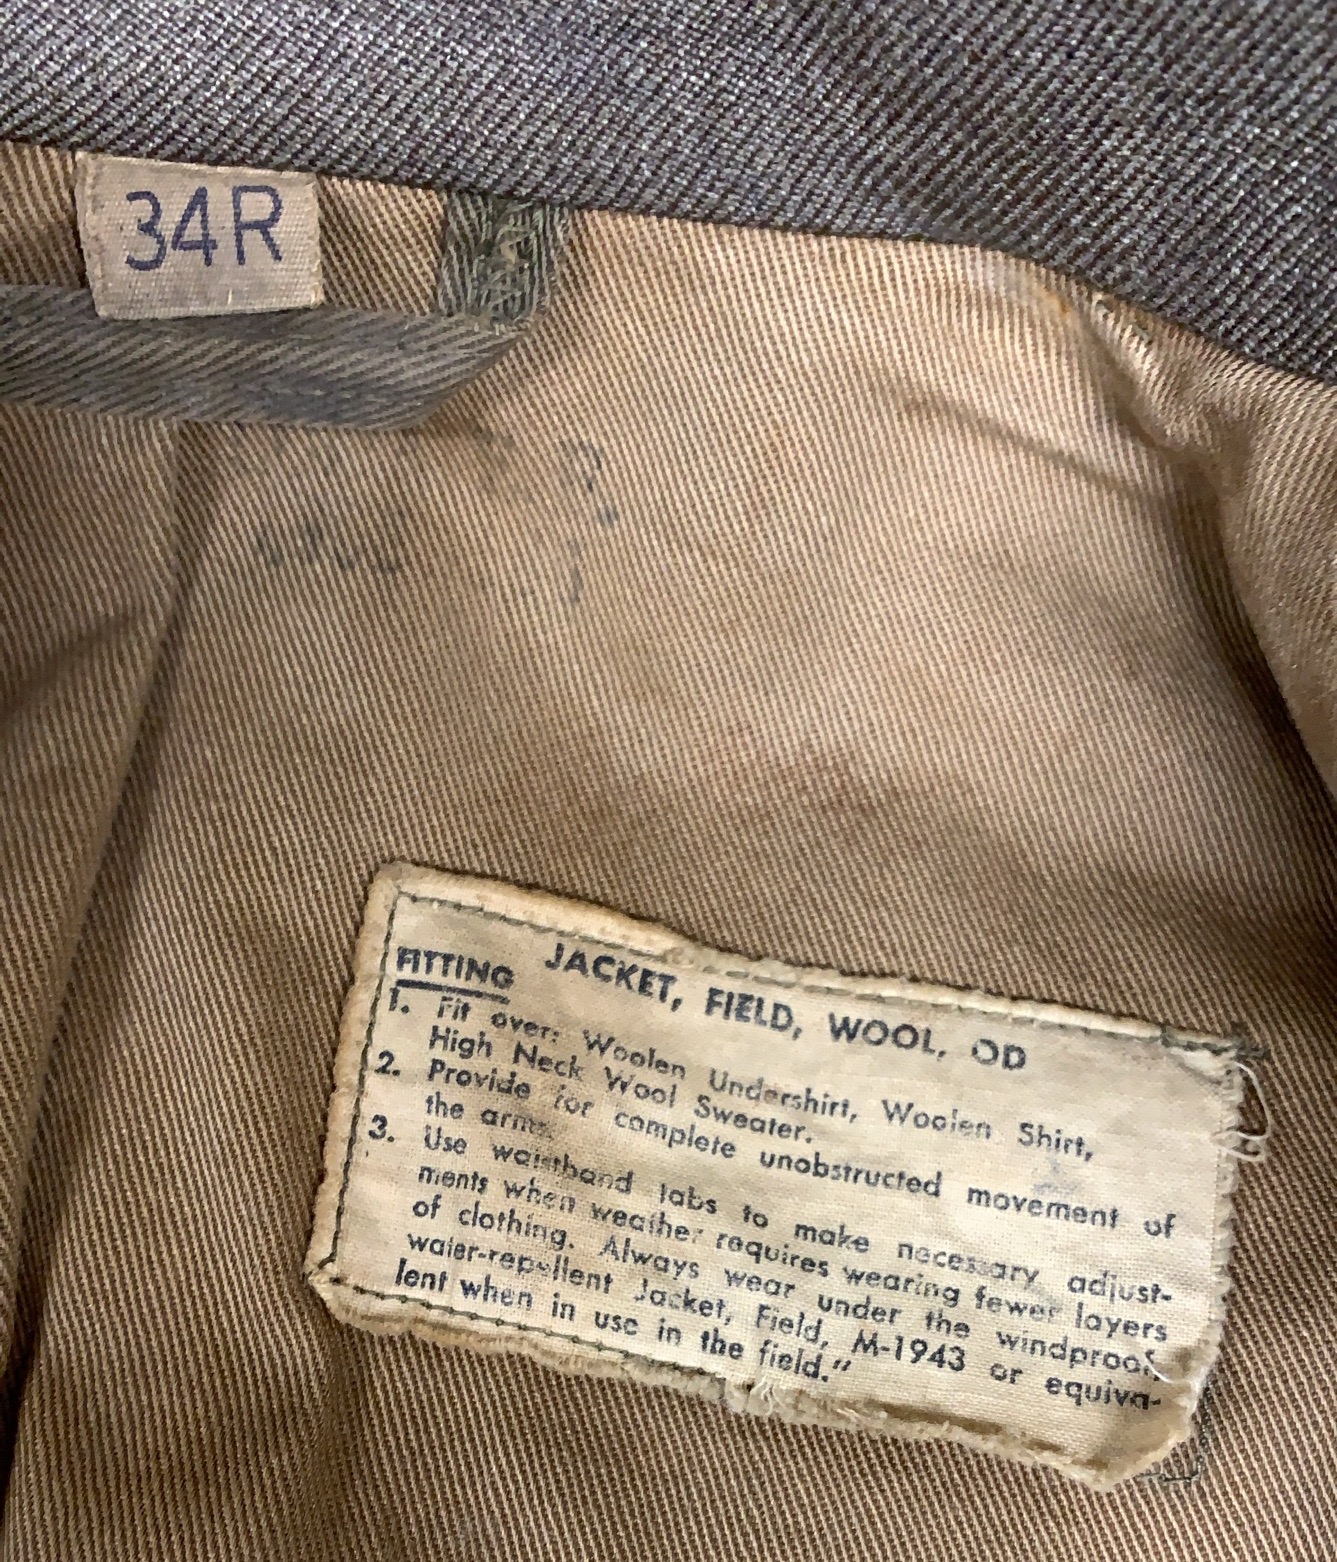 34R
JACKET, FIELD, WOOL, OD
FITTING
1. Fit over: Woolen Undershirt, Woolen Shirt,
High Neck Wool Sweater.
2. Provide for complete unobstructed movement of
the arms.
3. Use waistband tabs to make necessary adjust-
ments when weather requires wearing fewer layers
of clothing. Always wear under the windproof,
water-repellent Jacket, Field, M-1943 or equiva-
lent when in use in the field."